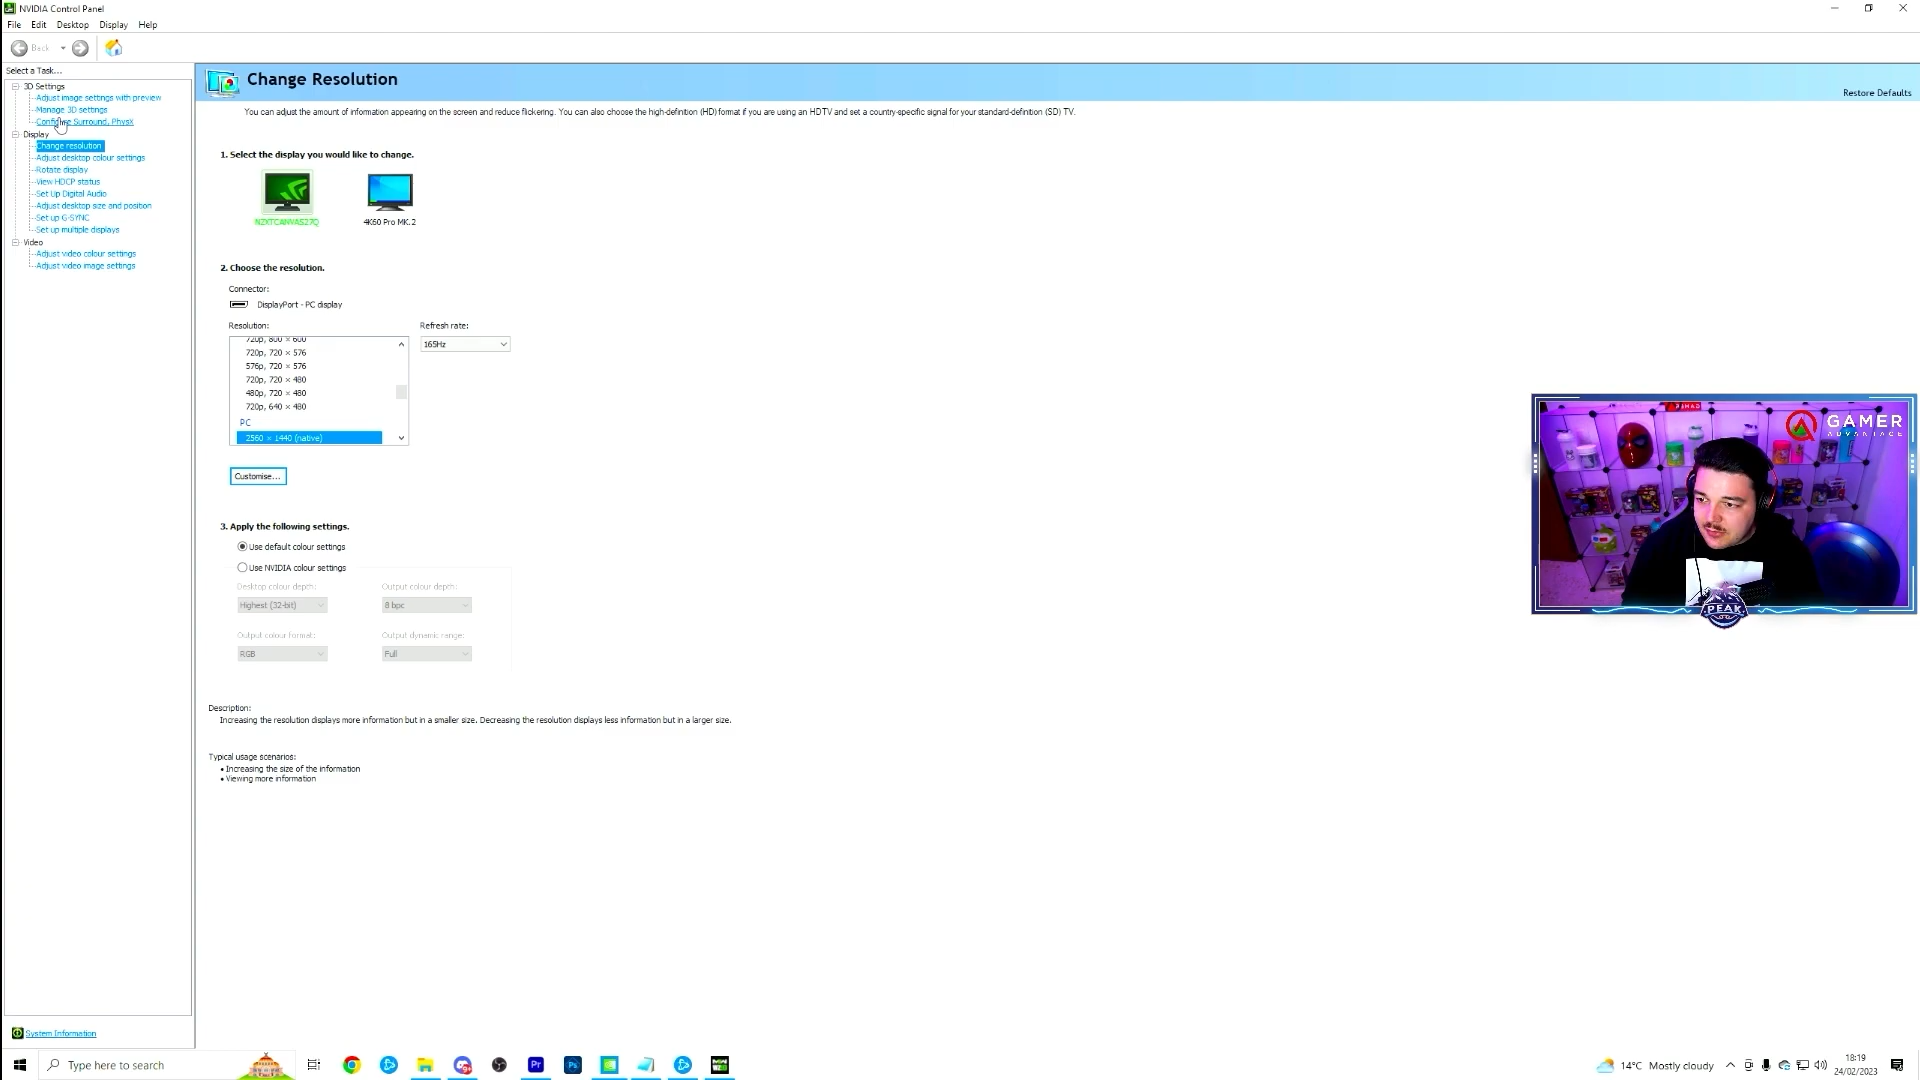 NVIDIA Control Panel
File Edit Desktop Display Help
Back
Select a Task...
3D Settings
Adjust image settings with preview
Manage 3D settings
Configure Surround, PhysX
Display
Change resolution
Adjust desktop colour settings
Rotate display
View HDCP status
Set Up Digital Audio
Adjust desktop size and position
Set up G-SYNC
Set up multiple displays
Video
Adjust video colour settings
Adjust video image settings
System Information
Change Resolution
Restore Defaults
You can adjust the amount of information appearing on the screen and reduce flickering. You can also choose the high-definition (HD) format if you are using an HDTV and set a country-specific signal for your standard-definition (SD) TV.
1. Select the display you would like to change.
NZXTCANVAS27Q
4K60 Pro MK.2
2. Choose the resolution.
Connector:
DisplayPort - PC display
Resolution:
Refresh rate:
720p, 800 × 600
165Hz
720p, 720 × 576
576p, 720 × 576
720p, 720 × 480
480p, 720 × 480
720p, 640 × 480
PC
2560 × 1440 (native)
Customise...
3. Apply the following settings.
Use default colour settings
Use NVIDIA colour settings
Desktop colour depth:
Output colour depth:
Highest (32-bit)
8 bpc
Output colour format:
Output dynamic range:
RGB
Full
Description:
Increasing the resolution displays more information but in a smaller size. Decreasing the resolution displays less information but in a larger size.
Typical usage scenarios:
• Increasing the size of the information
• Viewing more information
GAMER
ADVANTAGE
PEAK
Type here to search
9+
Pr
Ps
14°C Mostly cloudy
18:19
24/02/2023